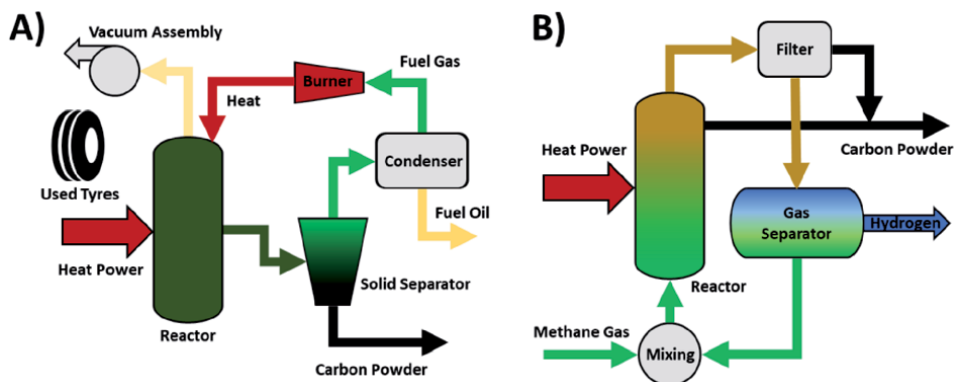 A)
Vacuum Assembly
Fuel Gas
Burner
Heat
Used Tyres
Condenser
Heat Power
Fuel Oil
Solid Separator
Reactor
Carbon Powder
B)
Filter
Heat Power
Carbon Powder
Gas
Separator
Hydrogen
Reactor
Methane Gas
Mixing